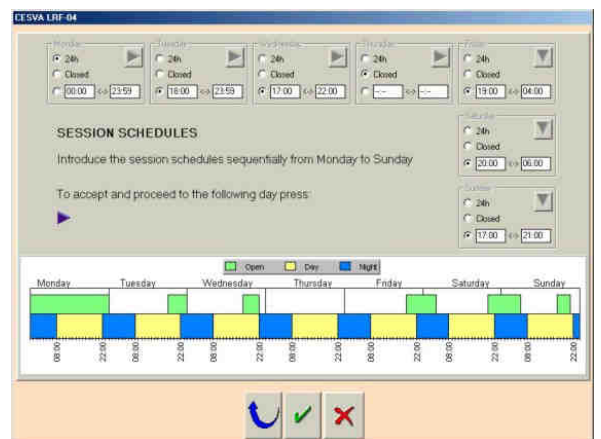 CESVA LRF-04
Monday Tuesday Wednesday Thursday Friday
24h 24h 24h 24h 24h
Closed Closed Closed Closed Closed
00:00 <-> 23:59 18:00 <-> 23:59 17:00 <-> 22:00 --:-- <-> --:-- 19:00 <-> 04:00
Saturday
24h
Closed
20:00 <-> 06:00
SESSION SCHEDULES
Introduce the session schedules sequentially from Monday to Sunday
To accept and proceed to the following day press:
Sunday
24h
Closed
17:00 <-> 21:00
Open Day Night
Monday Tuesday Wednesday Thursday Friday Saturday Sunday
08:00 22:00 08:00 22:00 08:00 22:00 08:00 22:00 08:00 22:00 08:00 22:00 08:00 22:00